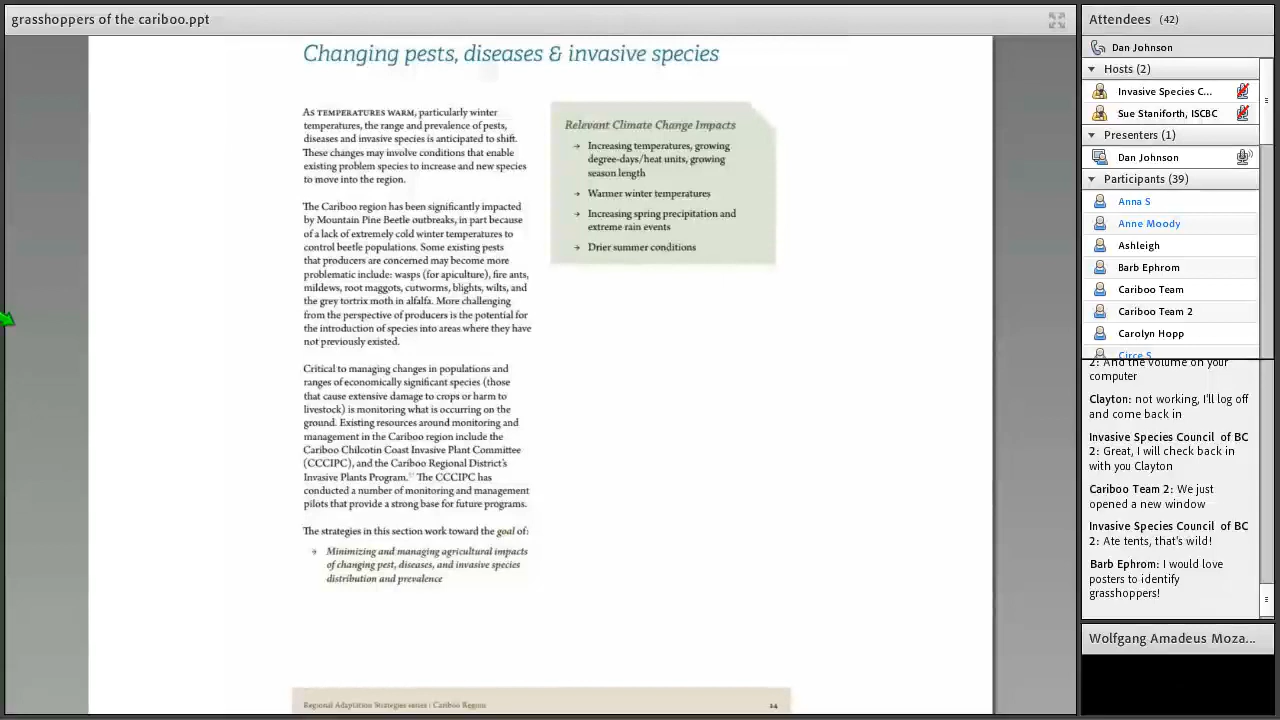 grasshoppers of the cariboo.ppt
Changing pests, diseases & invasive species
As temperatures warm, particularly winter
temperatures, the range and prevalence of pests,
diseases and invasive species is anticipated to shift.
These changes may involve conditions that enable
existing problem species to increase and new species
to move into the region.
The Cariboo region has been significantly impacted
by Mountain Pine Beetle outbreaks, in part because
of a lack of extremely cold winter temperatures to
control beetle populations. Some existing pests
that producers are concerned may become more
problematic include: wasps (for apiculture), fire ants,
mildews, root maggots, cutworms, blights, wilts, and
the grey tortrix moth in alfalfa. More challenging
from the perspective of producers is the potential for
the introduction of species into areas where they have
not previously existed.
Critical to managing changes in populations and
ranges of economically significant species (those
that cause extensive damage to crops or harm to
livestock) is monitoring what is occurring on the
ground. Existing resources around monitoring and
management in the Cariboo region include the
Cariboo Chilcotin Coast Invasive Plant Committee
(CCCIPC), and the Cariboo Regional District's
Invasive Plants Program. The CCCIPC has
conducted a number of monitoring and management
pilots that provide a strong base for future programs.
The strategies in this section work toward the goal of:
→ Minimizing and managing agricultural impacts
of changing pest, diseases, and invasive species
distribution and prevalence
Relevant Climate Change Impacts
→ Increasing temperatures, growing
degree-days/heat units, growing
season length
→ Warmer winter temperatures
→ Increasing spring precipitation and
extreme rain events
→ Drier summer conditions
Regional Adaptation Strategies series : Cariboo Region 24
Attendees (42)
Dan Johnson
Hosts (2)
Invasive Species C...
Sue Staniforth, ISCBC
Presenters (1)
Dan Johnson
Participants (39)
Anna S
Anne Moody
Ashleigh
Barb Ephrom
Cariboo Team
Cariboo Team 2
Carolyn Hopp
Circe S
2: And the volume on your
computer
Clayton: not working, I'll log off
and come back in
Invasive Species Council of BC
2: Great, I will check back in
with you Clayton
Cariboo Team 2: We just
opened a new window
Invasive Species Council of BC
2: Ate tents, that's wild!
Barb Ephrom: I would love
posters to identify
grasshoppers!
Wolfgang Amadeus Moza...